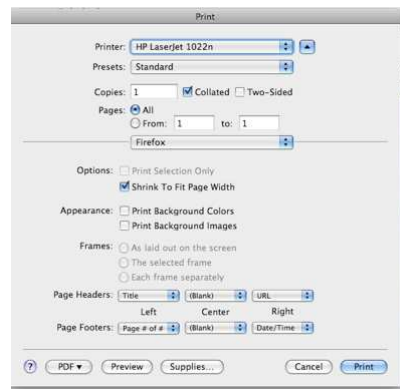 Print
Printer: HP LaserJet 1022n
Presets: Standard
Copies: 1 Collated Two-Sided
Pages: All
From: 1 to: 1
Firefox
Options: Print Selection Only
Shrink To Fit Page Width
Appearance: Print Background Colors
Print Background Images
Frames: As laid out on the screen
The selected frame
Each frame separately
Page Headers: Title (Blank) URL
Left Center Right
Page Footers: Page # of # (Blank) Date/Time
? PDF▼ Preview Supplies... Cancel Print